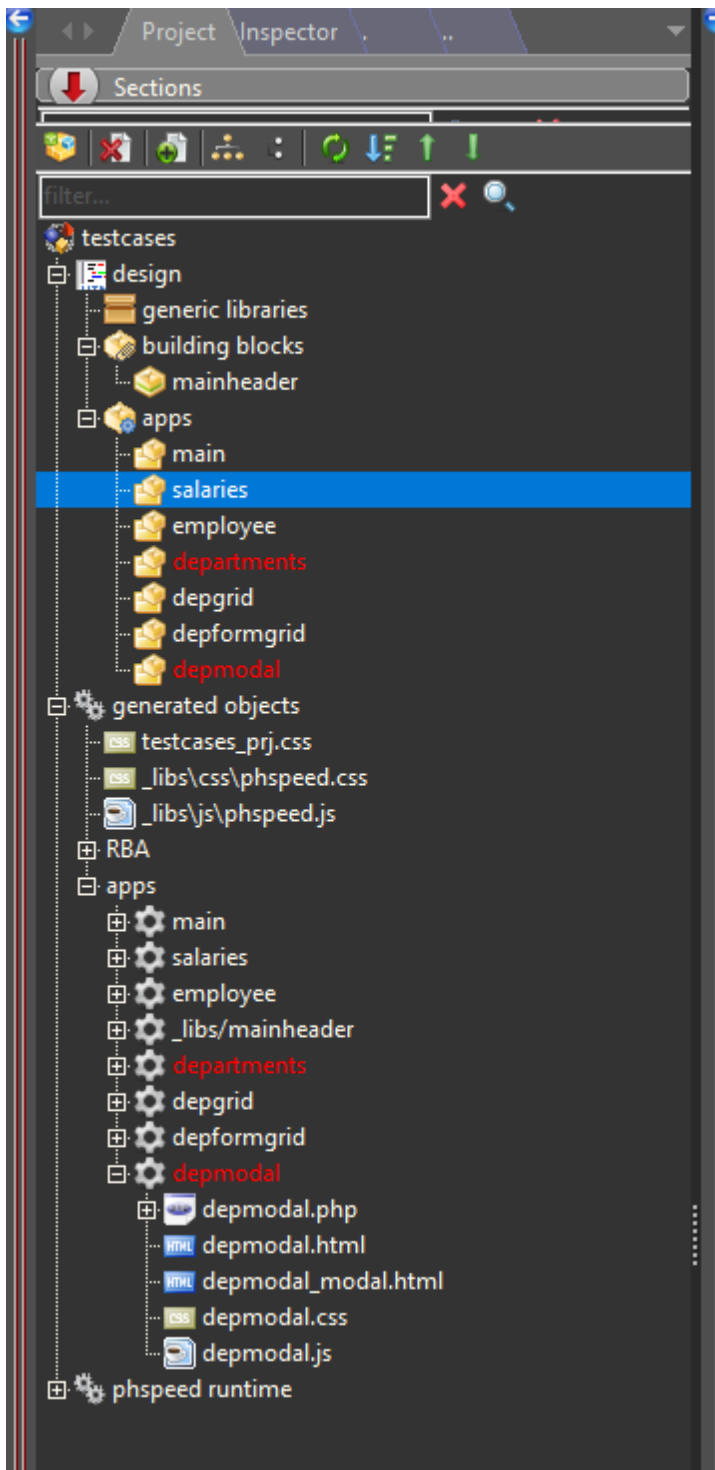 Project Inspector . ..
Sections
filter...
testcases
design
generic libraries
building blocks
mainheader
apps
main
salaries
employee
departments
depgrid
depformgrid
depmodal
generated objects
testcases_prj.css
_libs\css\phspeed.css
_libs\js\phspeed.js
RBA
apps
main
salaries
employee
_libs/mainheader
departments
depgrid
depformgrid
depmodal
depmodal.php
depmodal.html
depmodal_modal.html
depmodal.css
depmodal.js
phspeed runtime